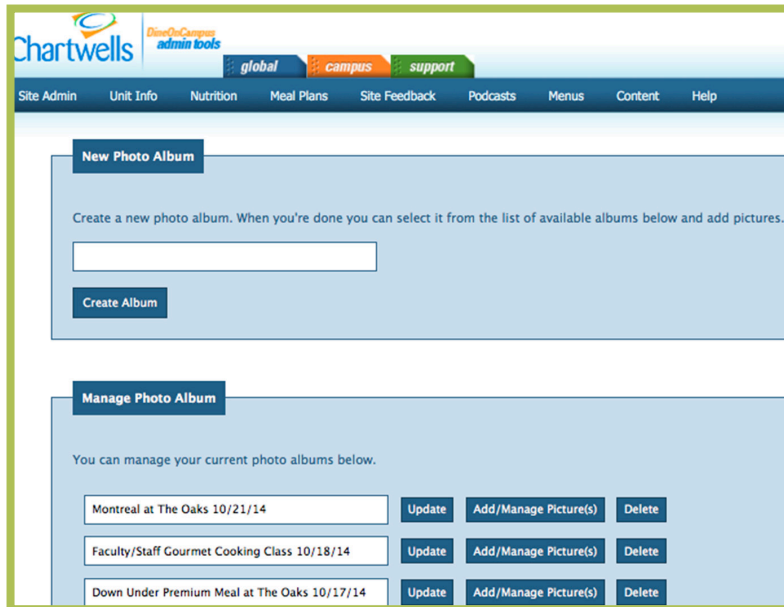 Chartwells
DineOnCampus
admin tools
global campus support
Site Admin Unit Info Nutrition Meal Plans Site Feedback Podcasts Menus Content Help
New Photo Album
Create a new photo album. When you're done you can select it from the list of available albums below and add pictures.
Create Album
Manage Photo Album
You can manage your current photo albums below.
Montreal at The Oaks 10/21/14 Update Add/Manage Picture(s) Delete
Faculty/Staff Gourmet Cooking Class 10/18/14 Update Add/Manage Picture(s) Delete
Down Under Premium Meal at The Oaks 10/17/14 Update Add/Manage Picture(s) Delete